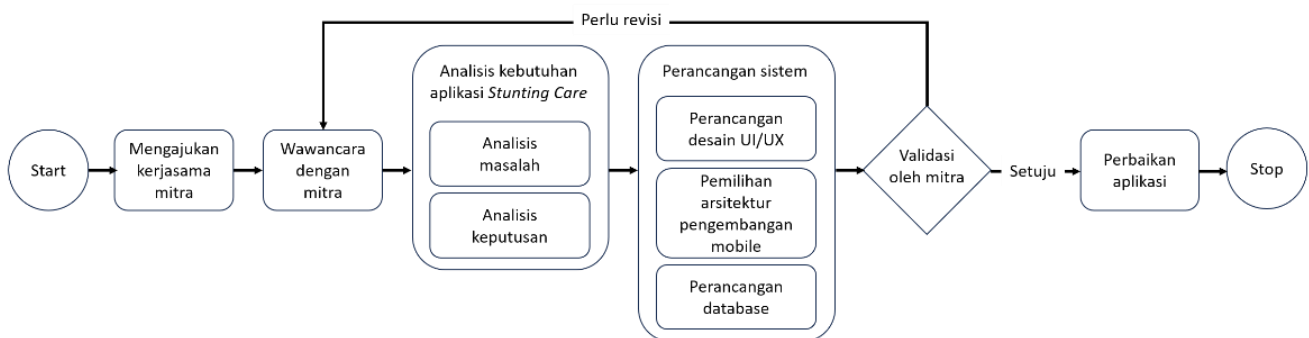 Perlu revisi
Start
Mengajukan
kerjasama
mitra
Wawancara
dengan
mitra
Analisis kebutuhan
aplikasi Stunting Care
Analisis
masalah
Analisis
keputusan
Perancangan sistem
Perancangan
desain UI/UX
Pemilihan
arsitektur
pengembangan
mobile
Perancangan
database
Validasi
oleh mitra
Setuju
Perbaikan
aplikasi
Stop